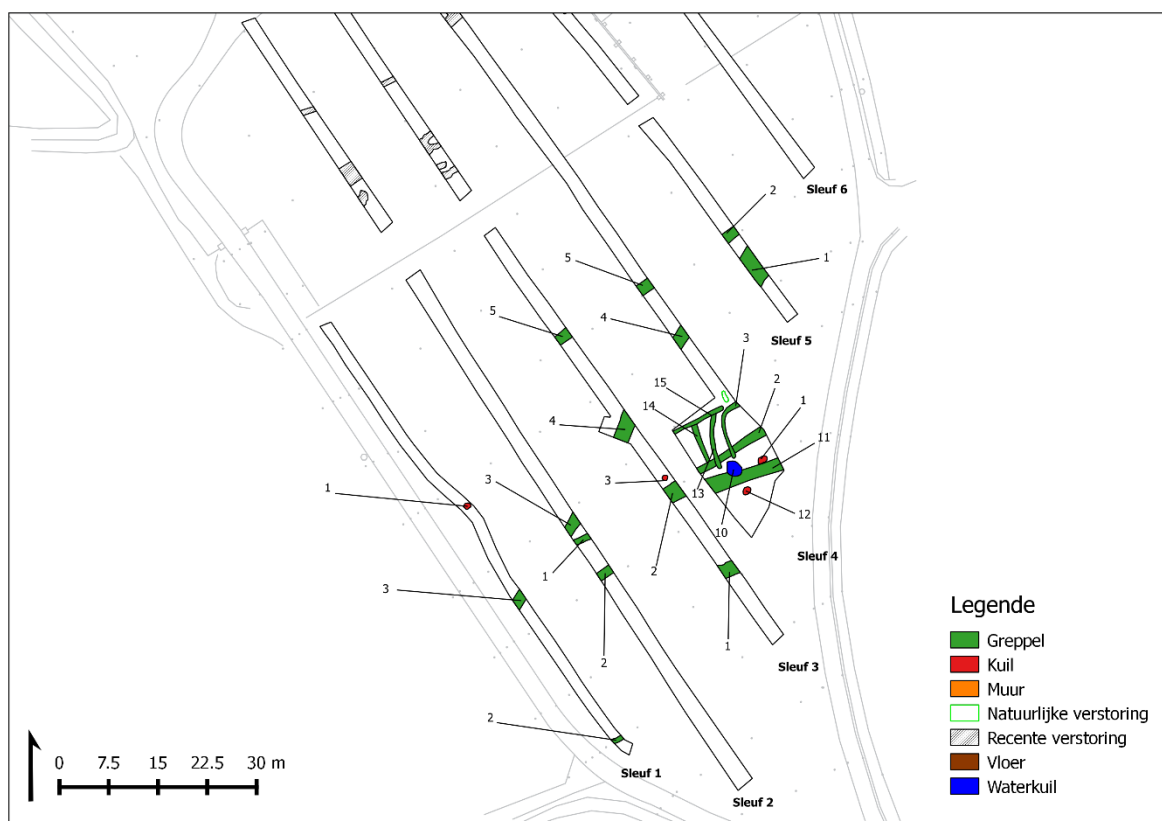 2
Sleuf 6
5
1
5
4
3
Sleuf 5
2
15
1
14
11
4
3
3
13
12
1
10
2
Sleuf 4
1
3
2
1
Sleuf 3
2
2
Sleuf 1
Sleuf 2
0 7.5 15 22.5 30 m
Legende
Greppel
Kuil
Muur
Natuurlijke verstoring
Recente verstoring
Vloer
Waterkuil